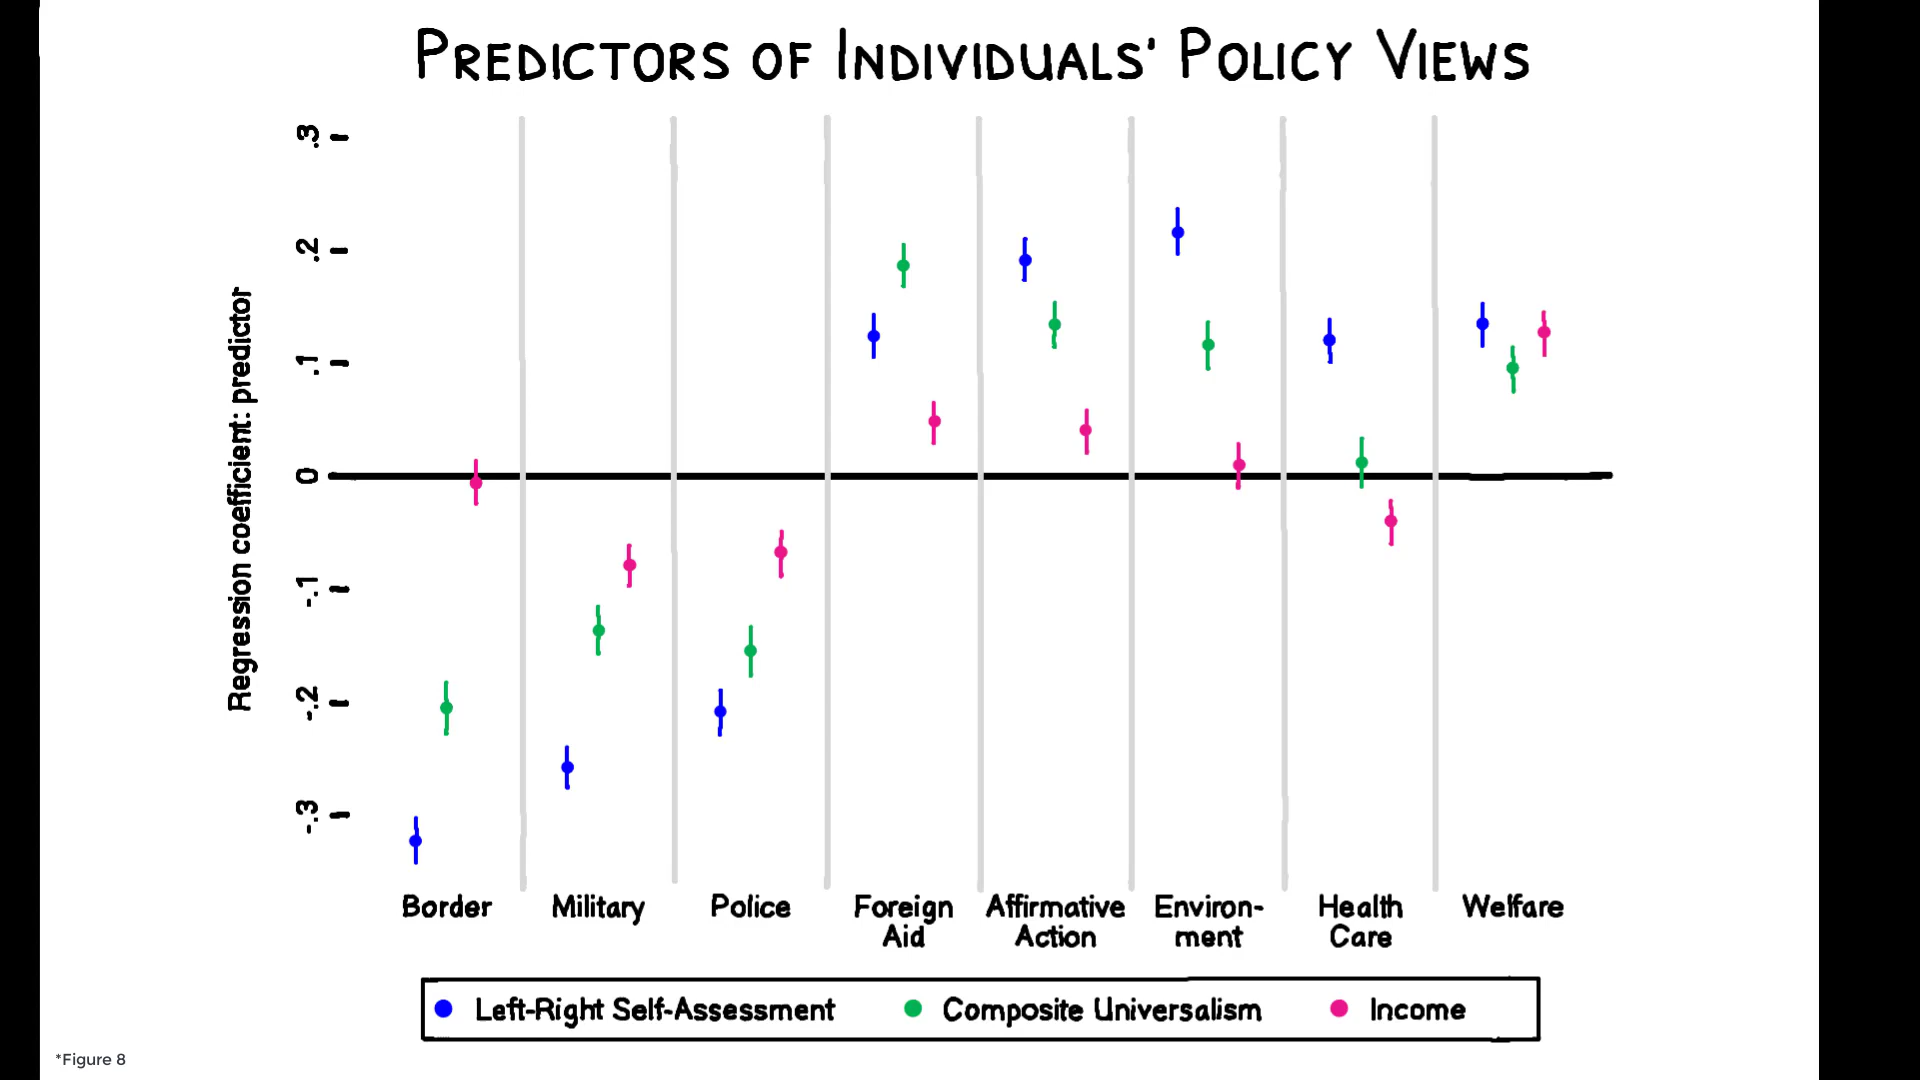 PREDICTORS OF INDIVIDUALS' POLICY VIEWS
Regression coefficient: predictor
.3
.2
.1
0
-.1
-.2
-.3
Border
Military
Police
Foreign
Aid
Affirmative
Action
Environ-
ment
Health
Care
Welfare
Left-Right Self-Assessment
Composite Universalism
Income
*Figure 8